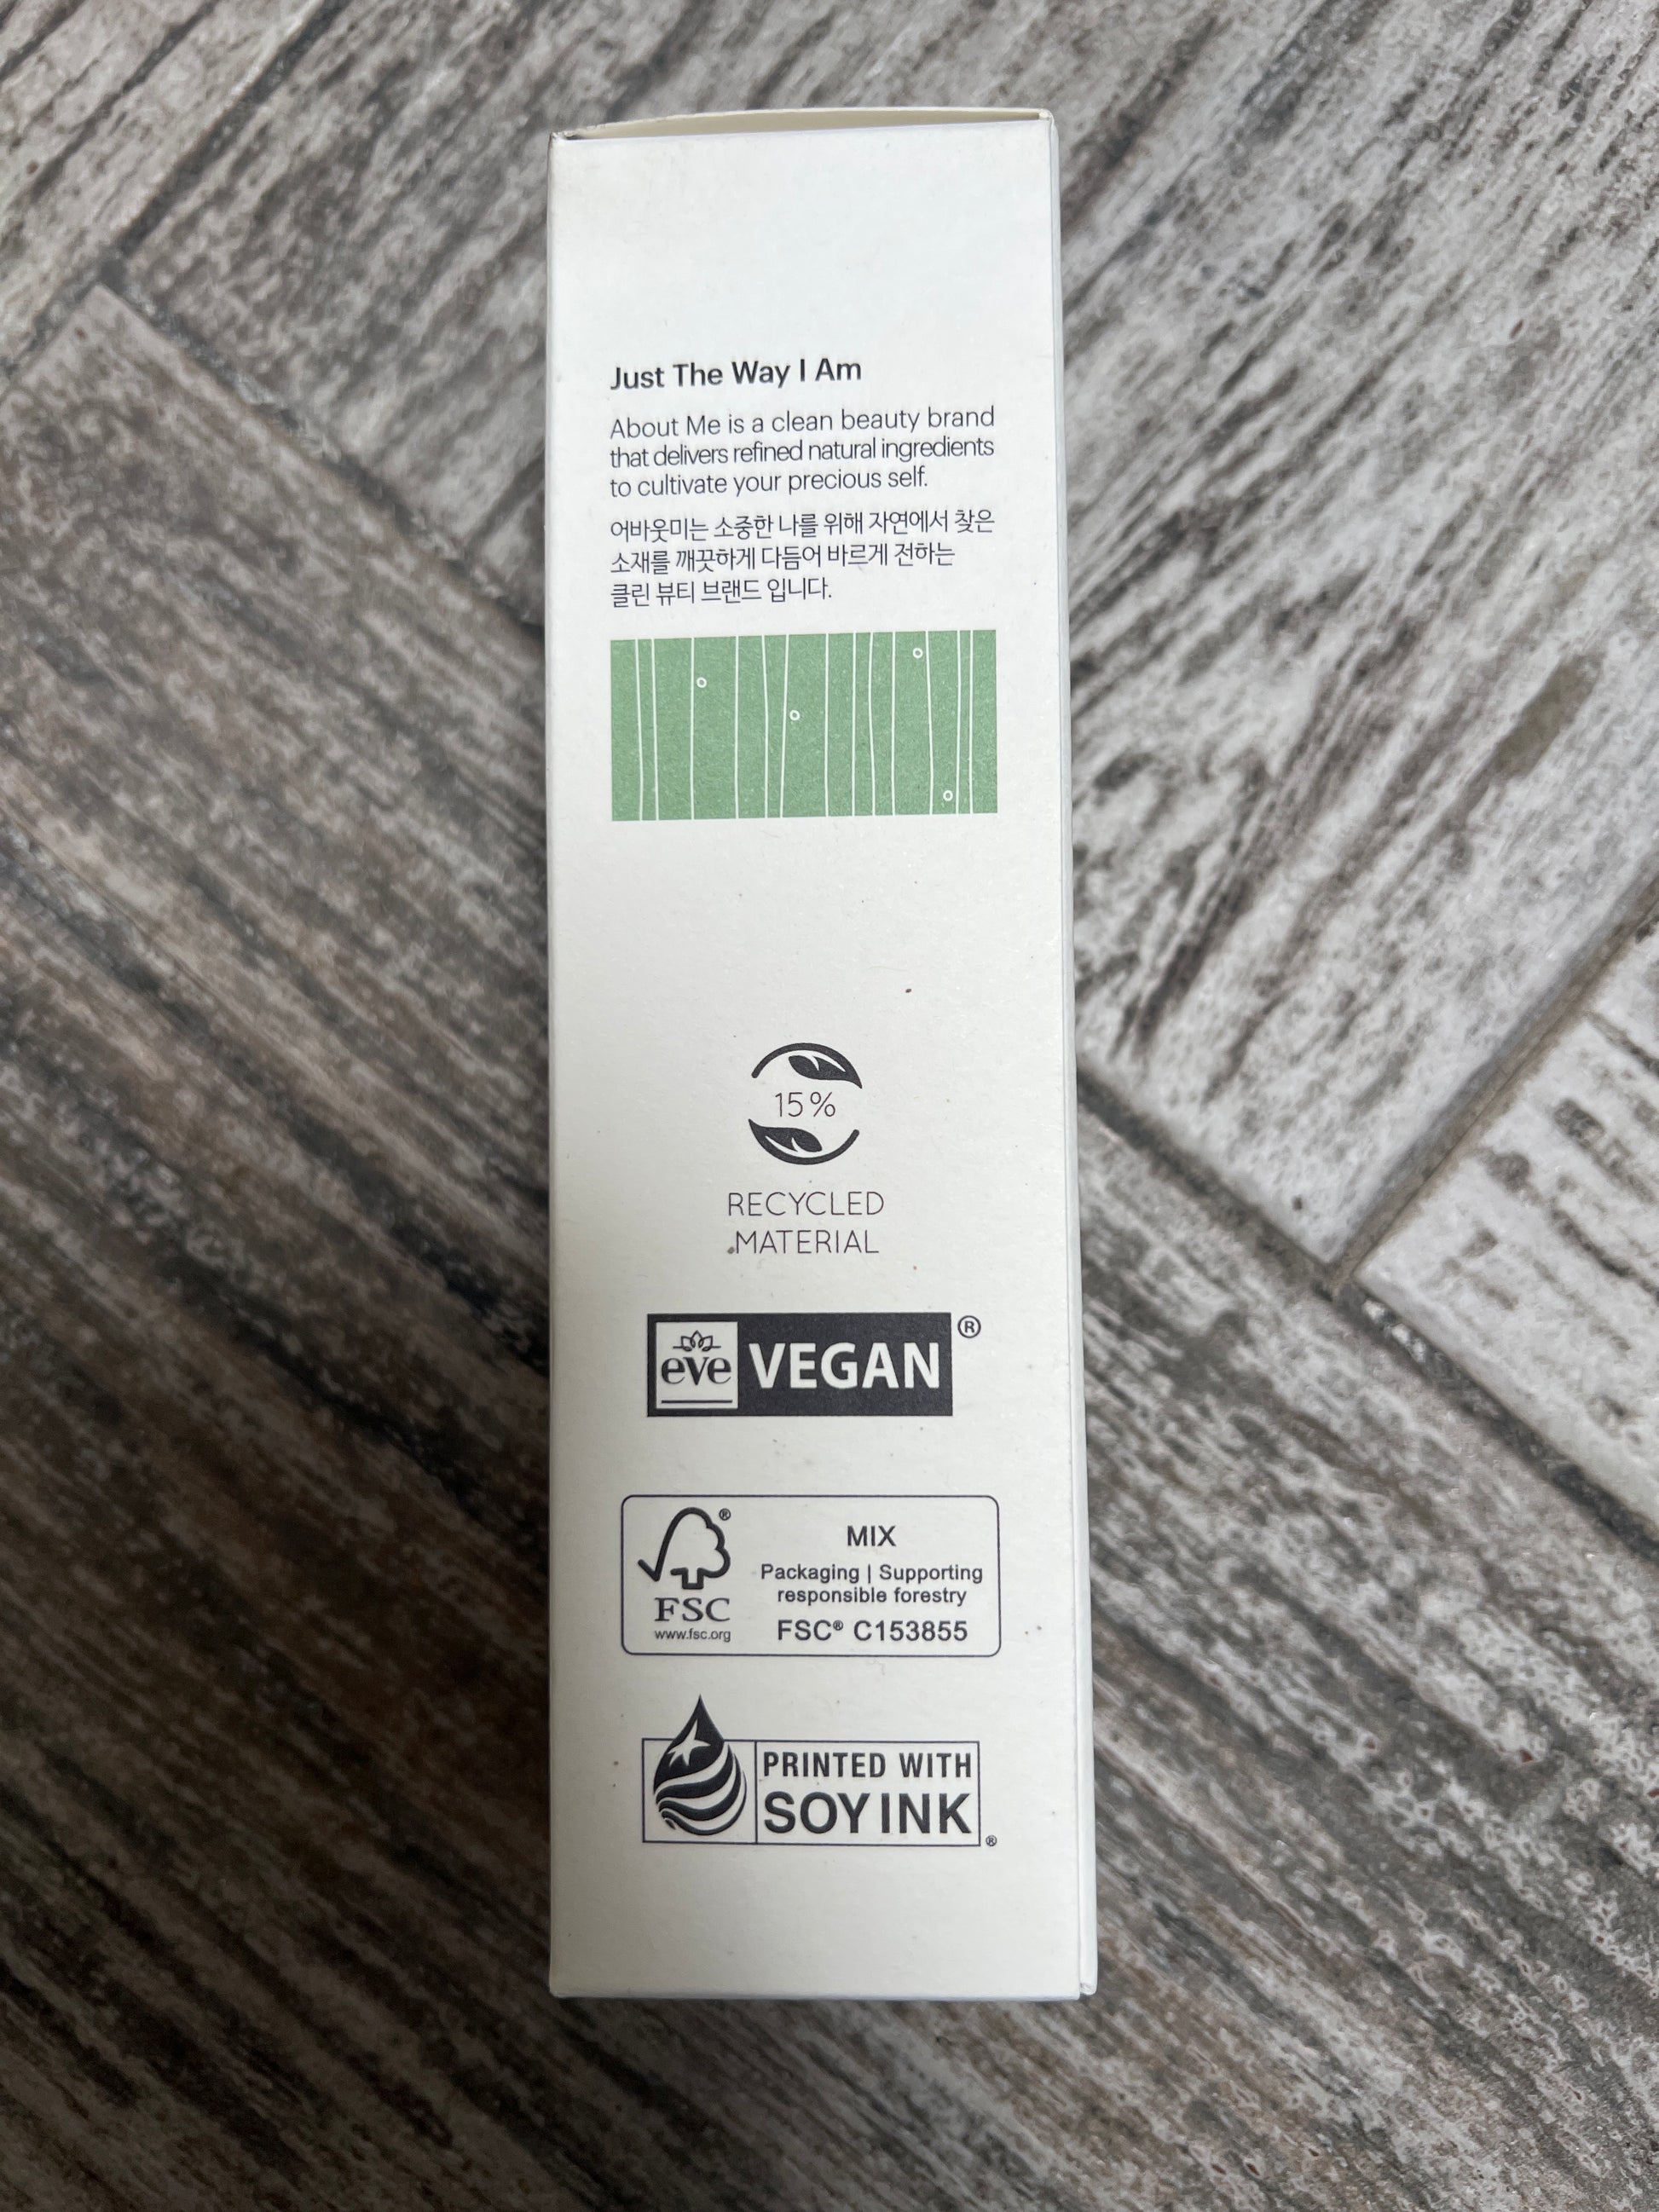 Just The Way I Am
About Me is a clean beauty brand
that delivers refined natural ingredients
to cultivate your precious self.
어바웃미는 소중한 나를 위해 자연에서 찾은
소재를 깨끗하게 다듬어 바르게 전하는
클린 뷰티 브랜드 입니다.
15%
RECYCLED
MATERIAL
eve VEGAN ®
®
FSC
www.fsc.org
MIX
Packaging | Supporting
responsible forestry
FSC® C153855
PRINTED WITH
SOY INK ®